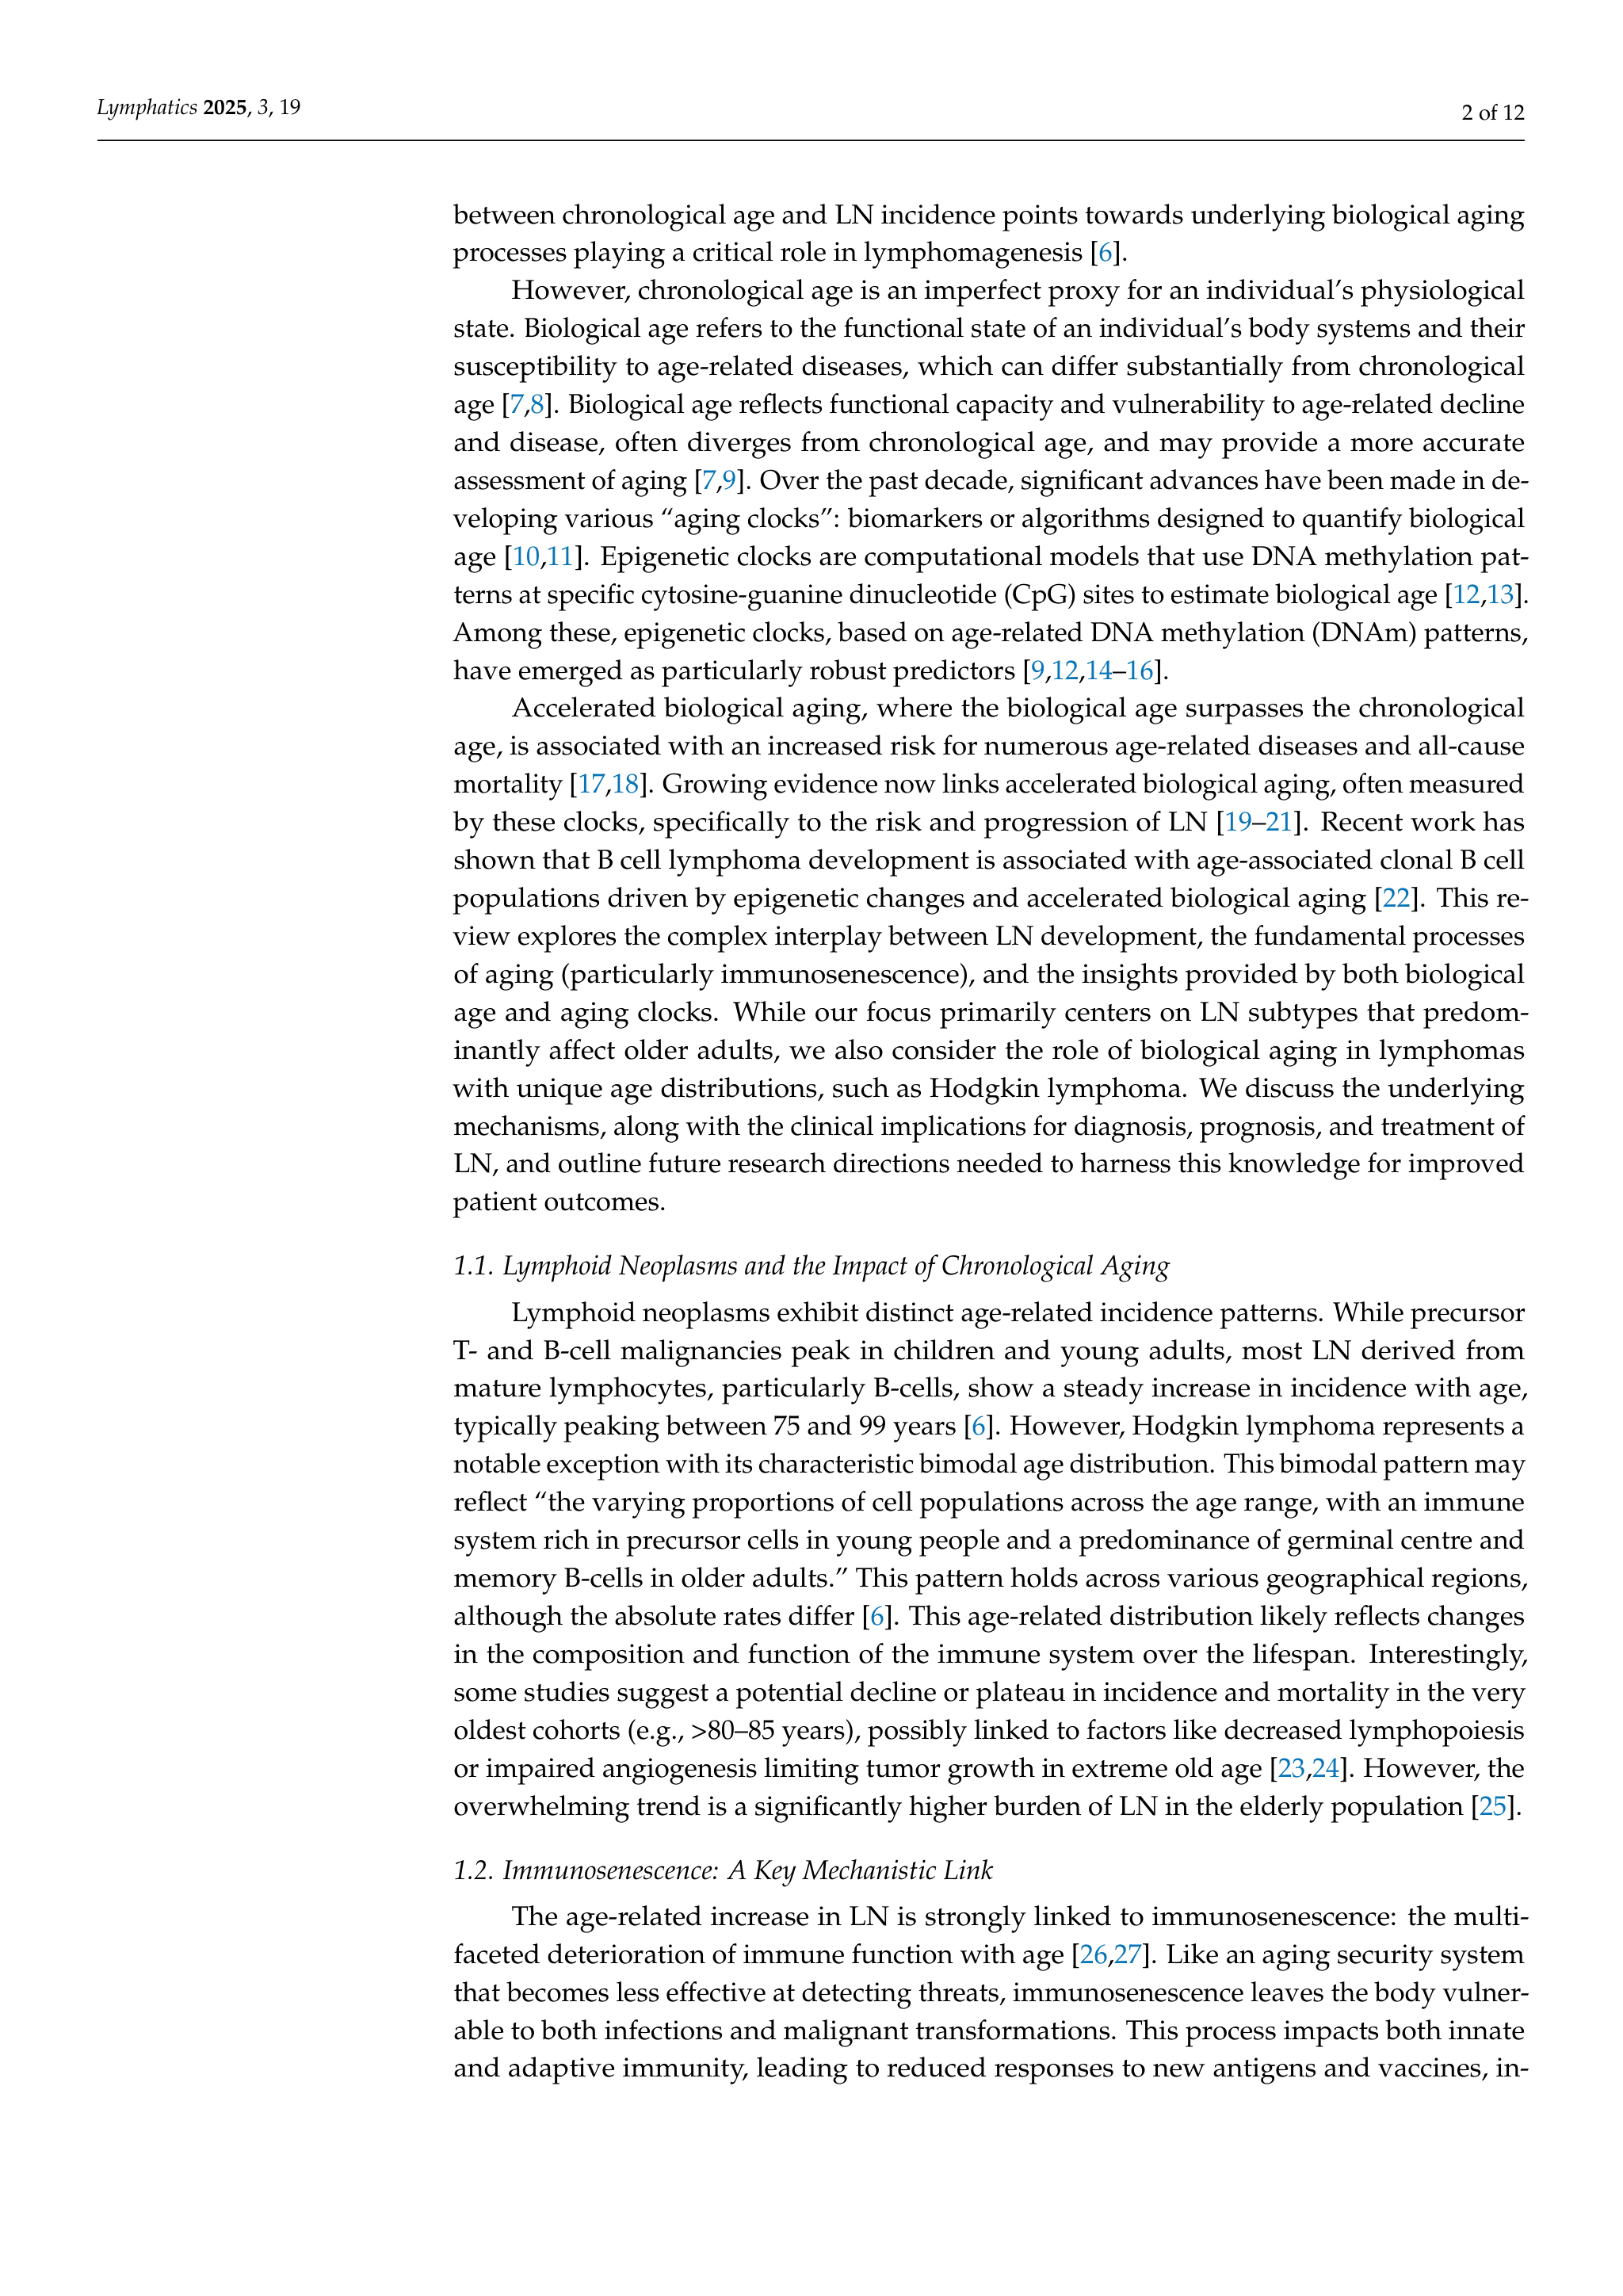 Lymphatics 2025, 3, 19
2 of 12
between chronological age and LN incidence points towards underlying biological aging
processes playing a critical role in lymphomagenesis [6].
However, chronological age is an imperfect proxy for an individual’s physiological
state. Biological age refers to the functional state of an individual’s body systems and their
susceptibility to age-related diseases, which can differ substantially from chronological
age [7,8]. Biological age reflects functional capacity and vulnerability to age-related decline
and disease, often diverges from chronological age, and may provide a more accurate
assessment of aging [7,9]. Over the past decade, significant advances have been made in de-
veloping various “aging clocks”: biomarkers or algorithms designed to quantify biological
age [10,11]. Epigenetic clocks are computational models that use DNA methylation pat-
terns at specific cytosine-guanine dinucleotide (CpG) sites to estimate biological age [12,13].
Among these, epigenetic clocks, based on age-related DNA methylation (DNAm) patterns,
have emerged as particularly robust predictors [9,12,14–16].
Accelerated biological aging, where the biological age surpasses the chronological
age, is associated with an increased risk for numerous age-related diseases and all-cause
mortality [17,18]. Growing evidence now links accelerated biological aging, often measured
by these clocks, specifically to the risk and progression of LN [19–21]. Recent work has
shown that B cell lymphoma development is associated with age-associated clonal B cell
populations driven by epigenetic changes and accelerated biological aging [22]. This re-
view explores the complex interplay between LN development, the fundamental processes
of aging (particularly immunosenescence), and the insights provided by both biological
age and aging clocks. While our focus primarily centers on LN subtypes that predom-
inantly affect older adults, we also consider the role of biological aging in lymphomas
with unique age distributions, such as Hodgkin lymphoma. We discuss the underlying
mechanisms, along with the clinical implications for diagnosis, prognosis, and treatment of
LN, and outline future research directions needed to harness this knowledge for improved
patient outcomes.
1.1. Lymphoid Neoplasms and the Impact of Chronological Aging
Lymphoid neoplasms exhibit distinct age-related incidence patterns. While precursor
T- and B-cell malignancies peak in children and young adults, most LN derived from
mature lymphocytes, particularly B-cells, show a steady increase in incidence with age,
typically peaking between 75 and 99 years [6]. However, Hodgkin lymphoma represents a
notable exception with its characteristic bimodal age distribution. This bimodal pattern may
reflect “the varying proportions of cell populations across the age range, with an immune
system rich in precursor cells in young people and a predominance of germinal centre and
memory B-cells in older adults.” This pattern holds across various geographical regions,
although the absolute rates differ [6]. This age-related distribution likely reflects changes
in the composition and function of the immune system over the lifespan. Interestingly,
some studies suggest a potential decline or plateau in incidence and mortality in the very
oldest cohorts (e.g., >80–85 years), possibly linked to factors like decreased lymphopoiesis
or impaired angiogenesis limiting tumor growth in extreme old age [23,24]. However, the
overwhelming trend is a significantly higher burden of LN in the elderly population [25].
1.2. Immunosenescence: A Key Mechanistic Link
The age-related increase in LN is strongly linked to immunosenescence: the multi-
faceted deterioration of immune function with age [26,27]. Like an aging security system
that becomes less effective at detecting threats, immunosenescence leaves the body vulner-
able to both infections and malignant transformations. This process impacts both innate
and adaptive immunity, leading to reduced responses to new antigens and vaccines, in-